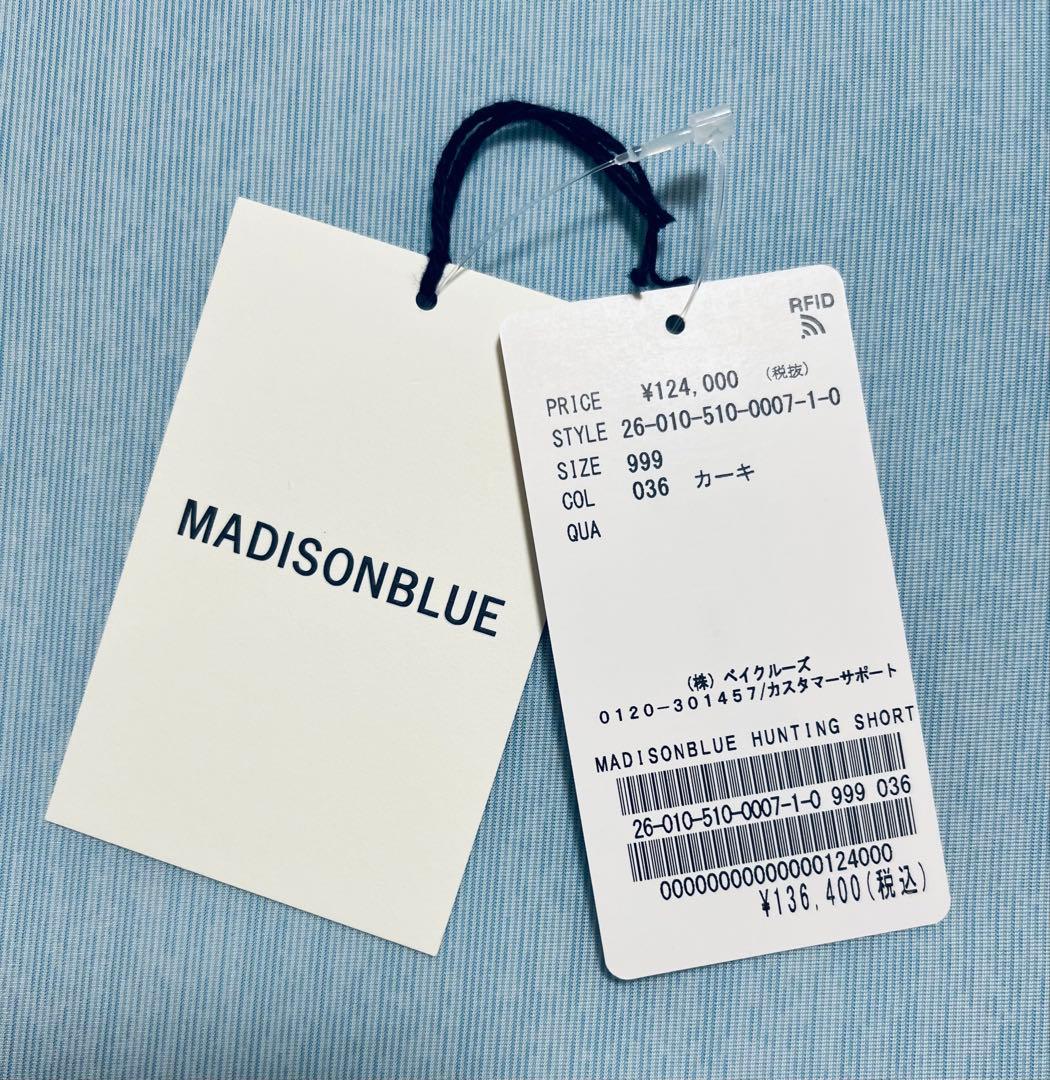 MADISONBLUE
RFID
PRICE ¥124,000 (税抜)
STYLE 26-010-510-0007-1-0
SIZE 999
COL 036 カーキ
QUA
(株) ベイクルーズ
0120-301457/カスタマーサポート
MADISONBLUE HUNTING SHORT
26-010-510-0007-1-0 999 036
00000000000000124000
¥136,400(税込)